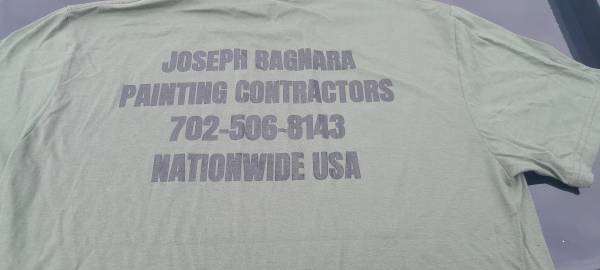 JOSEPH BAGNARA
PAINTING CONTRACTORS
702-506-8143
NATIONWIDE USA